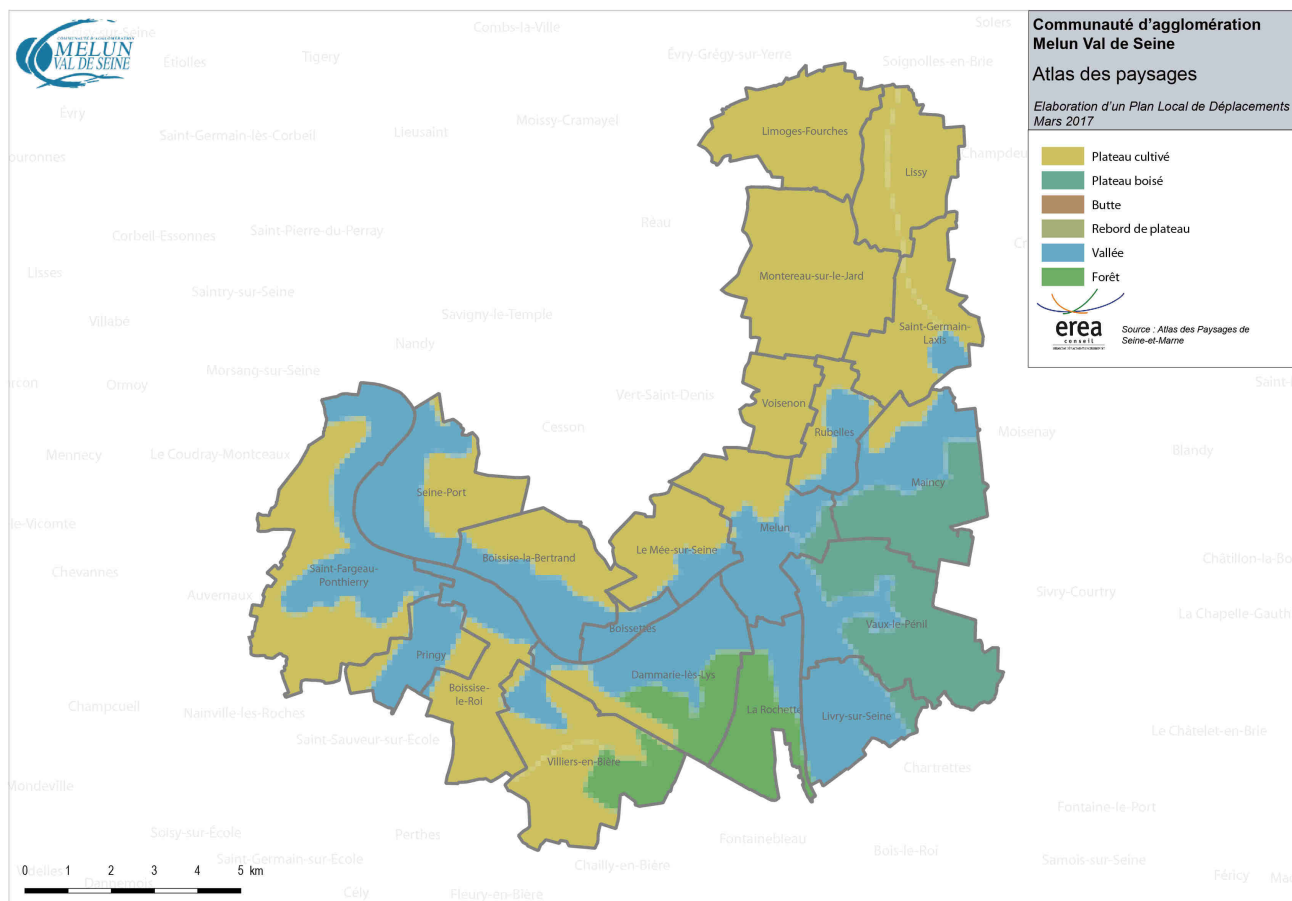 COMMUNAUTÉ D'AGGLOMÉRATION
MELUN
VAL DE SEINE
Communauté d'agglomération
Melun Val de Seine
Atlas des paysages
Elaboration d'un Plan Local de Déplacements
Mars 2017
Plateau cultivé
Plateau boisé
Butte
Rebord de plateau
Vallée
Forêt
erea
conseil
Source : Atlas des Paysages de
Seine-et-Marne
Combs-la-Ville
Solers
Étiolles
Tigery
Évry-Grégy-sur-Yerre
Soignolles-en-Brie
Évry
Saint-Germain-lès-Corbeil
Lieusaint
Moissy-Cramayel
Limoges-Fourches
Lissy
Corbeil-Essonnes
Saint-Pierre-du-Perray
Réau
Lisses
Saintry-sur-Seine
Montereau-sur-le-Jard
Villabé
Savigny-le-Temple
Saint-Germain-
Laxis
Nandy
Ormoy
Morsang-sur-Seine
Vert-Saint-Denis
Voisenon
Cesson
Rubelles
Moisenay
Blandy
Mennecy
Le Coudray-Montceaux
Seine-Port
Maincy
Melun
Le Mée-sur-Seine
Boissise-la-Bertrand
Chevannes
Saint-Fargeau-
Ponthierry
Auvernaux
Sivry-Courtry
Boissettes
Vaux-le-Pénil
Pringy
Dammarie-lès-Lys
Boissise-
le-Roi
La Rochette
Livry-sur-Seine
Champcueil
Nainville-les-Roches
Saint-Sauveur-sur-Ecole
Le Châtelet-en-Brie
Villiers-en-Bière
Chartrettes
Mondeville
Fontaine-le-Port
Soisy-sur-École
Perthes
Fontainebleau
Bois-le-Roi
Saint-Germain-sur-Ecole
Chailly-en-Bière
Samois-sur-Seine
Féricy
Dannemois
Cély
Fleury-en-Bière
0 1 2 3 4 5 km